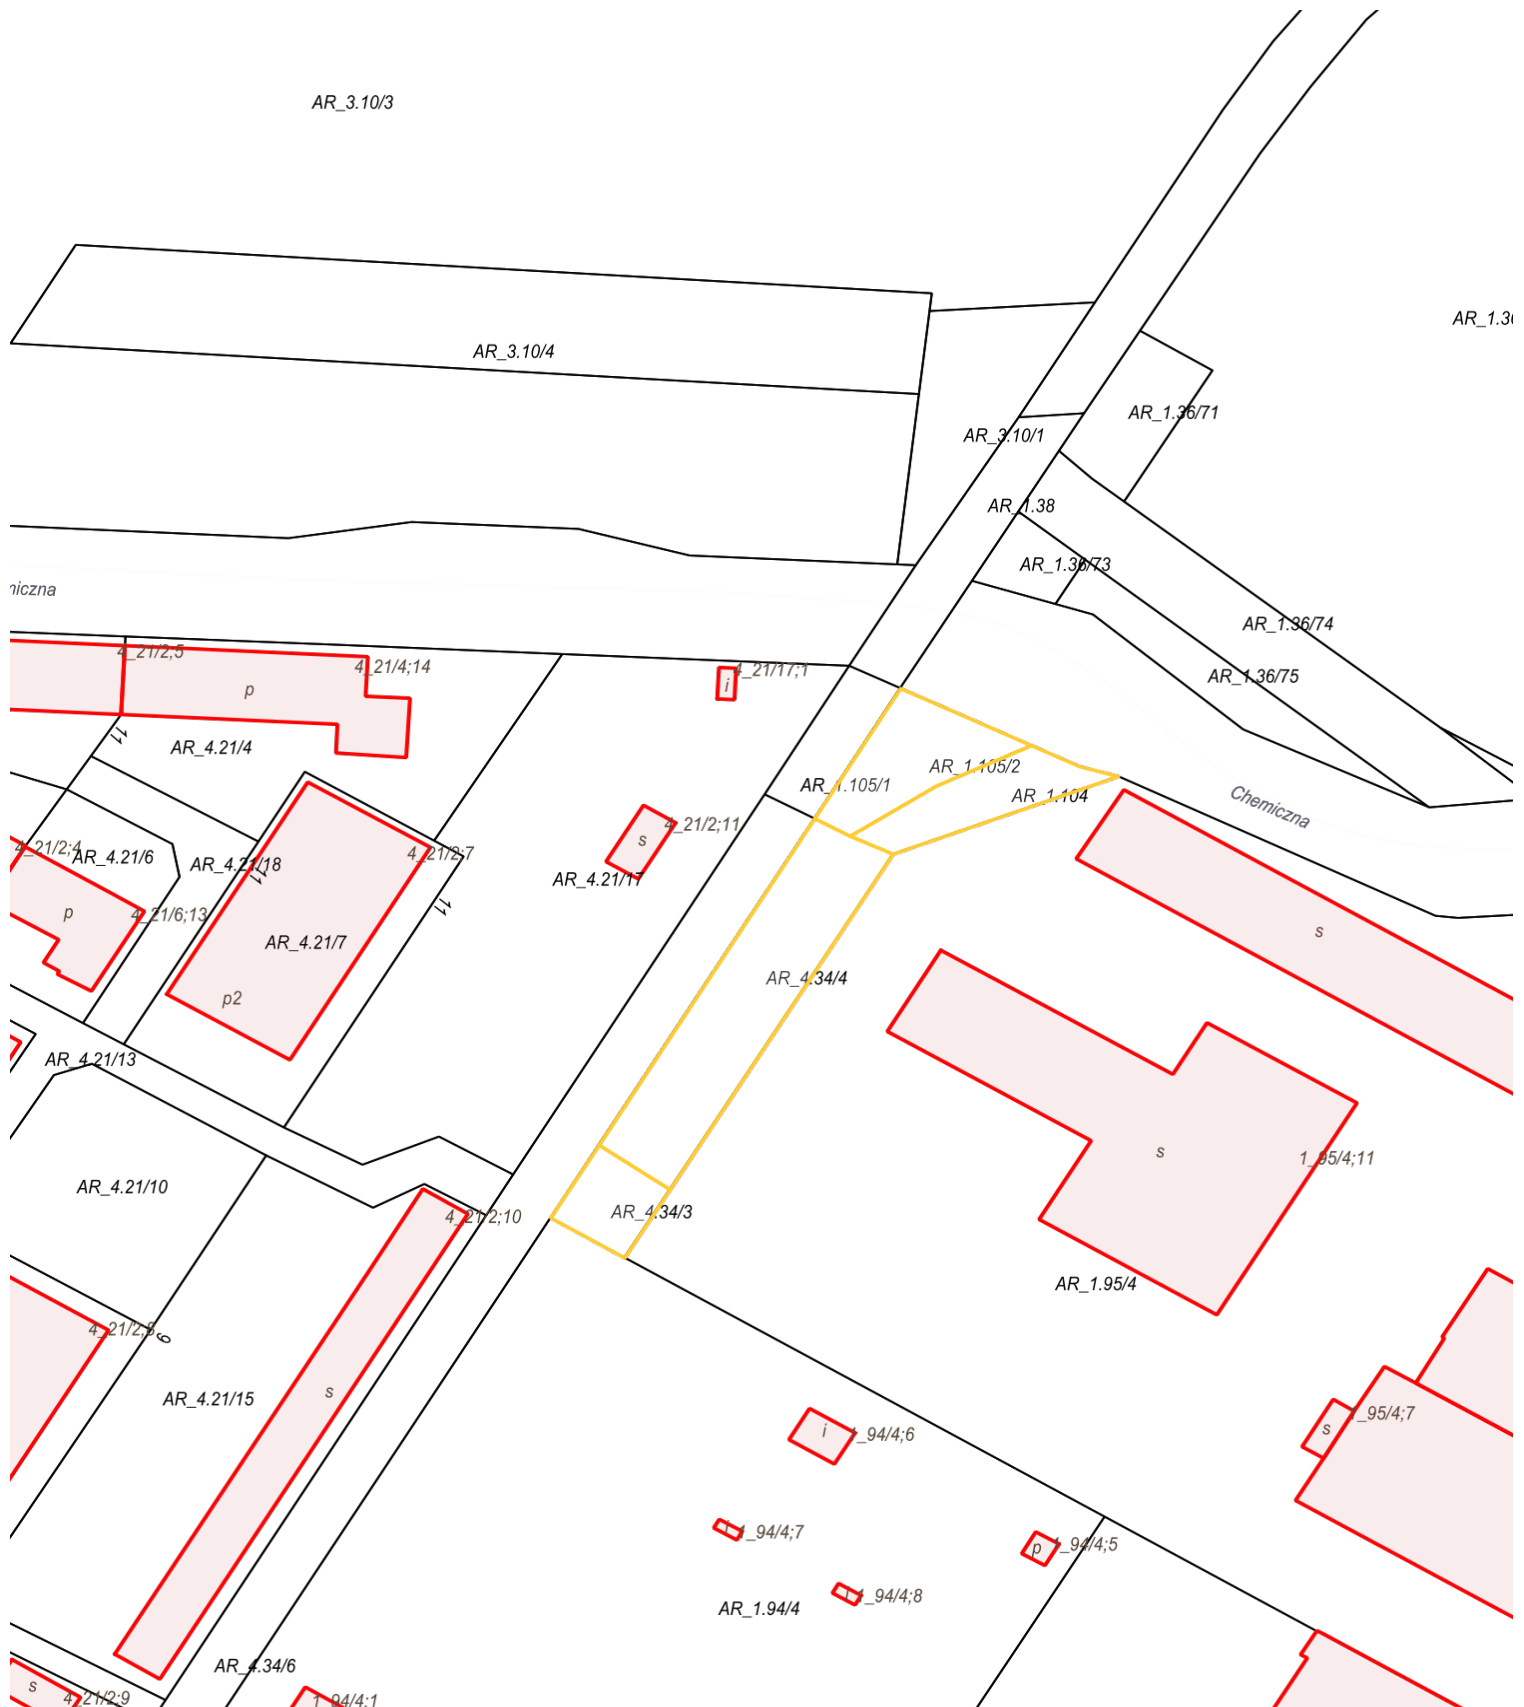 AR_3.10/3
AR_1.36
AR_3.10/4
AR_1.36/71
AR_3.10/1
AR_1.38
AR_1.36/73
miczna
AR_1.36/74
4_21/2;5
4_21/4;14
4_21/17;1
AR_1.36/75
p
i
11
AR_4.21/4
AR_1.105/2
AR_1.105/1
AR_1.104
Chemiczna
4_21/2;11
s
4_21/2;4
AR_4.21/6
4_21/2;7
AR_4.21/18
11
AR_4.21/17
11
p
4_21/6;13
s
AR_4.21/7
AR_4.34/4
p2
AR_4.21/13
s
1_95/4;11
AR_4.21/10
AR_4.34/3
4_21/2;10
AR_1.95/4
4_21/2;8
9
s
AR_4.21/15
1_95/4;7
s
i
1_94/4;6
i
1_94/4;7
p
1_94/4;5
i
1_94/4;8
AR_1.94/4
AR_4.34/6
s
4_21/2;9
1_94/4;1